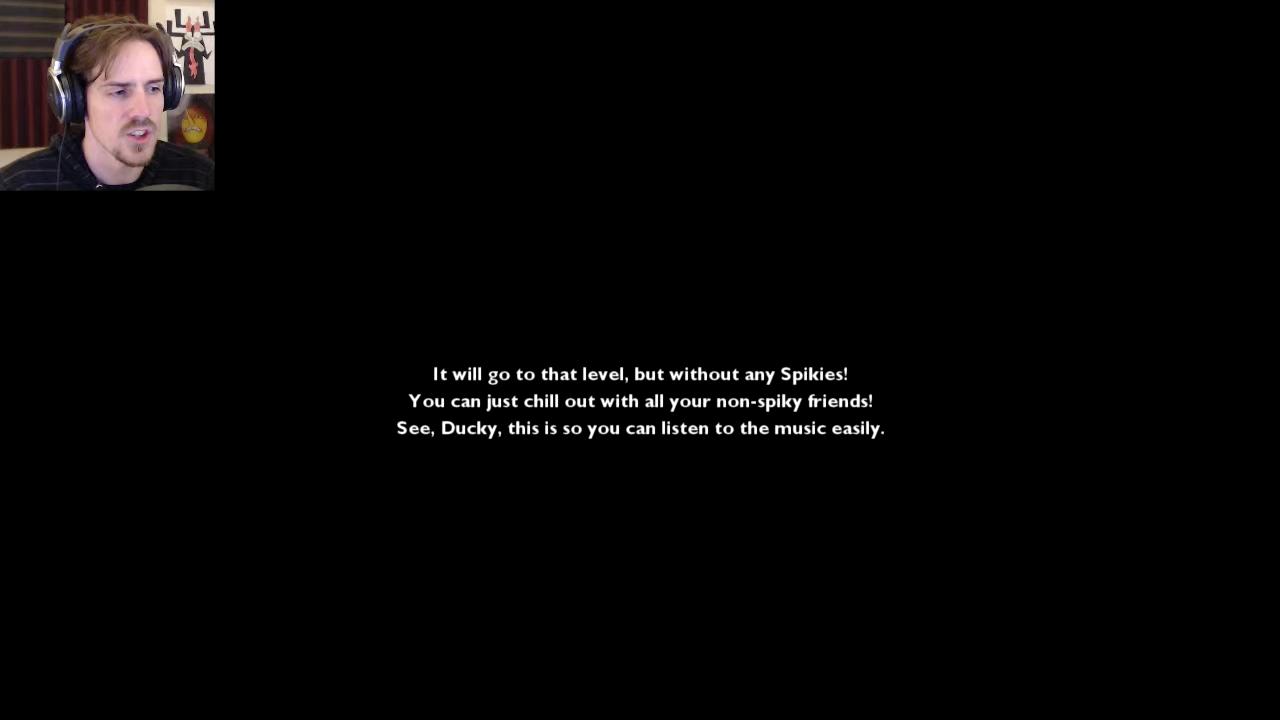 It will go to that level, but without any Spikies!
You can just chill out with all your non-spiky friends!
See, Ducky, this is so you can listen to the music easily.